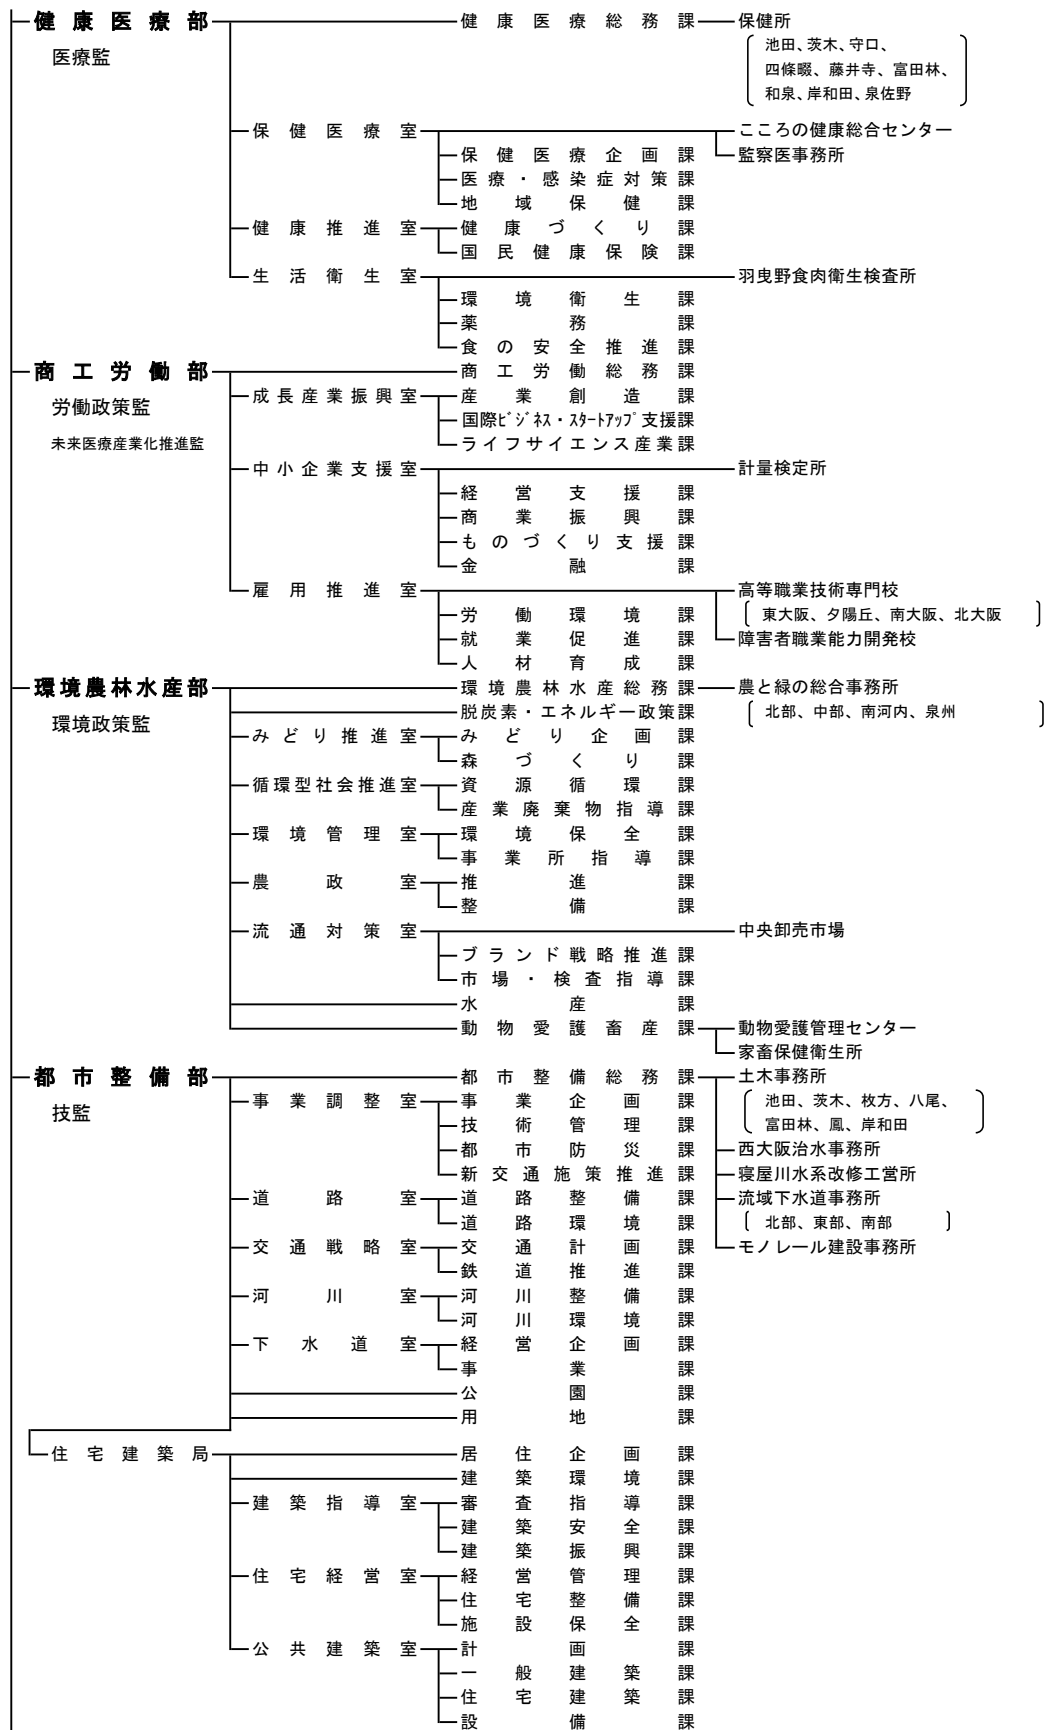 健康医療部 健康医療総務課 保健所
医療監 池田、茨木、守口、
四條畷、藤井寺、富田林、
和泉、岸和田、泉佐野
保健医療室 こころの健康総合センター
保健医療企画課 監察医事務所
医療・感染症対策課
地域保健課
健康推進室 健康づくり課
国民健康保険課
生活衛生室 羽曳野食肉衛生検査所
環境衛生課
薬務課
食の安全推進課
商工労働部 商工労働総務課
労働政策監 成長産業振興室 産業創造課
国際ビジネス・スタートアップ支援課
未来医療産業化推進監 ライフサイエンス産業課
中小企業支援室 計量検定所
経営支援課
商業振興課
ものづくり支援課
金融課
雇用推進室 高等職業技術専門校
労働環境課 〔東大阪、夕陽丘、南大阪、北大阪〕
就業促進課 障害者職業能力開発校
人材育成課
環境農林水産部 環境農林水産総務課 農と緑の総合事務所
環境政策監 脱炭素・エネルギー政策課 〔北部、中部、南河内、泉州〕
みどり推進室 みどり企画課
森づくり課
循環型社会推進室 資源循環課
産業廃棄物指導課
環境管理室 環境保全課
事業所指導課
農政室 推進課
整備課
流通対策室 中央卸売市場
ブランド戦略推進課
市場・検査指導課
水産課
動物愛護畜産課 動物愛護管理センター
家畜保健衛生所
都市整備部 都市整備総務課 土木事務所
技監 事業調整室 事業企画課 池田、茨木、枚方、八尾、
技術管理課 富田林、鳳、岸和田
都市防災課 西大阪治水事務所
新交通施策推進課 寝屋川水系改修工営所
道路室 道路整備課 流域下水道事務所
道路環境課 〔北部、東部、南部〕
交通戦略室 交通計画課 モノレール建設事務所
鉄道推進課
河川室 河川整備課
河川環境課
下水道室 経営企画課
事業課
公園課
用地課
住宅建築局 居住企画課
建築環境課
建築指導室 審査指導課
建築安全課
建築振興課
住宅経営室 経営管理課
住宅整備課
施設保全課
公共建築室 計画課
一般建築課
住宅建築課
設備課